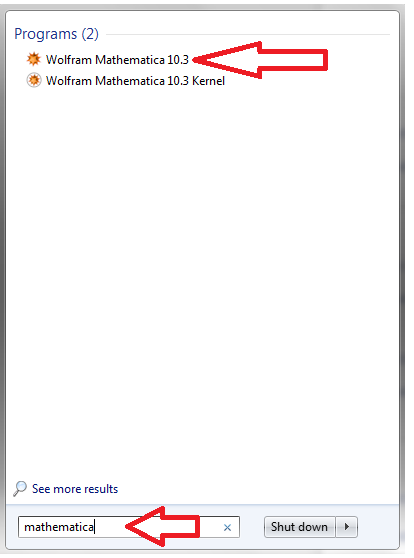 Programs (2)
Wolfram Mathematica 10.3
Wolfram Mathematica 10.3 Kernel
See more results
mathematica
Shut down